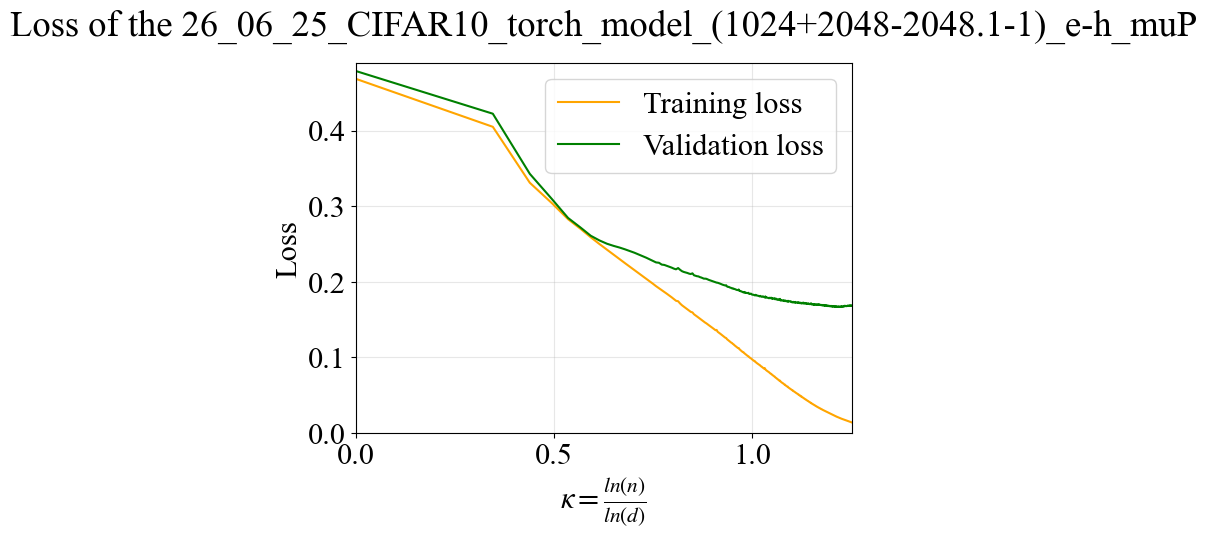 Loss of the 26_06_25_CIFAR10_torch_model_(1024+2048-2048.1-1)_e-h_muP
Training loss
Validation loss
Loss
0.4
0.3
0.2
0.1
0.0
0.0 0.5 1.0
κ = ln(n) / ln(d)